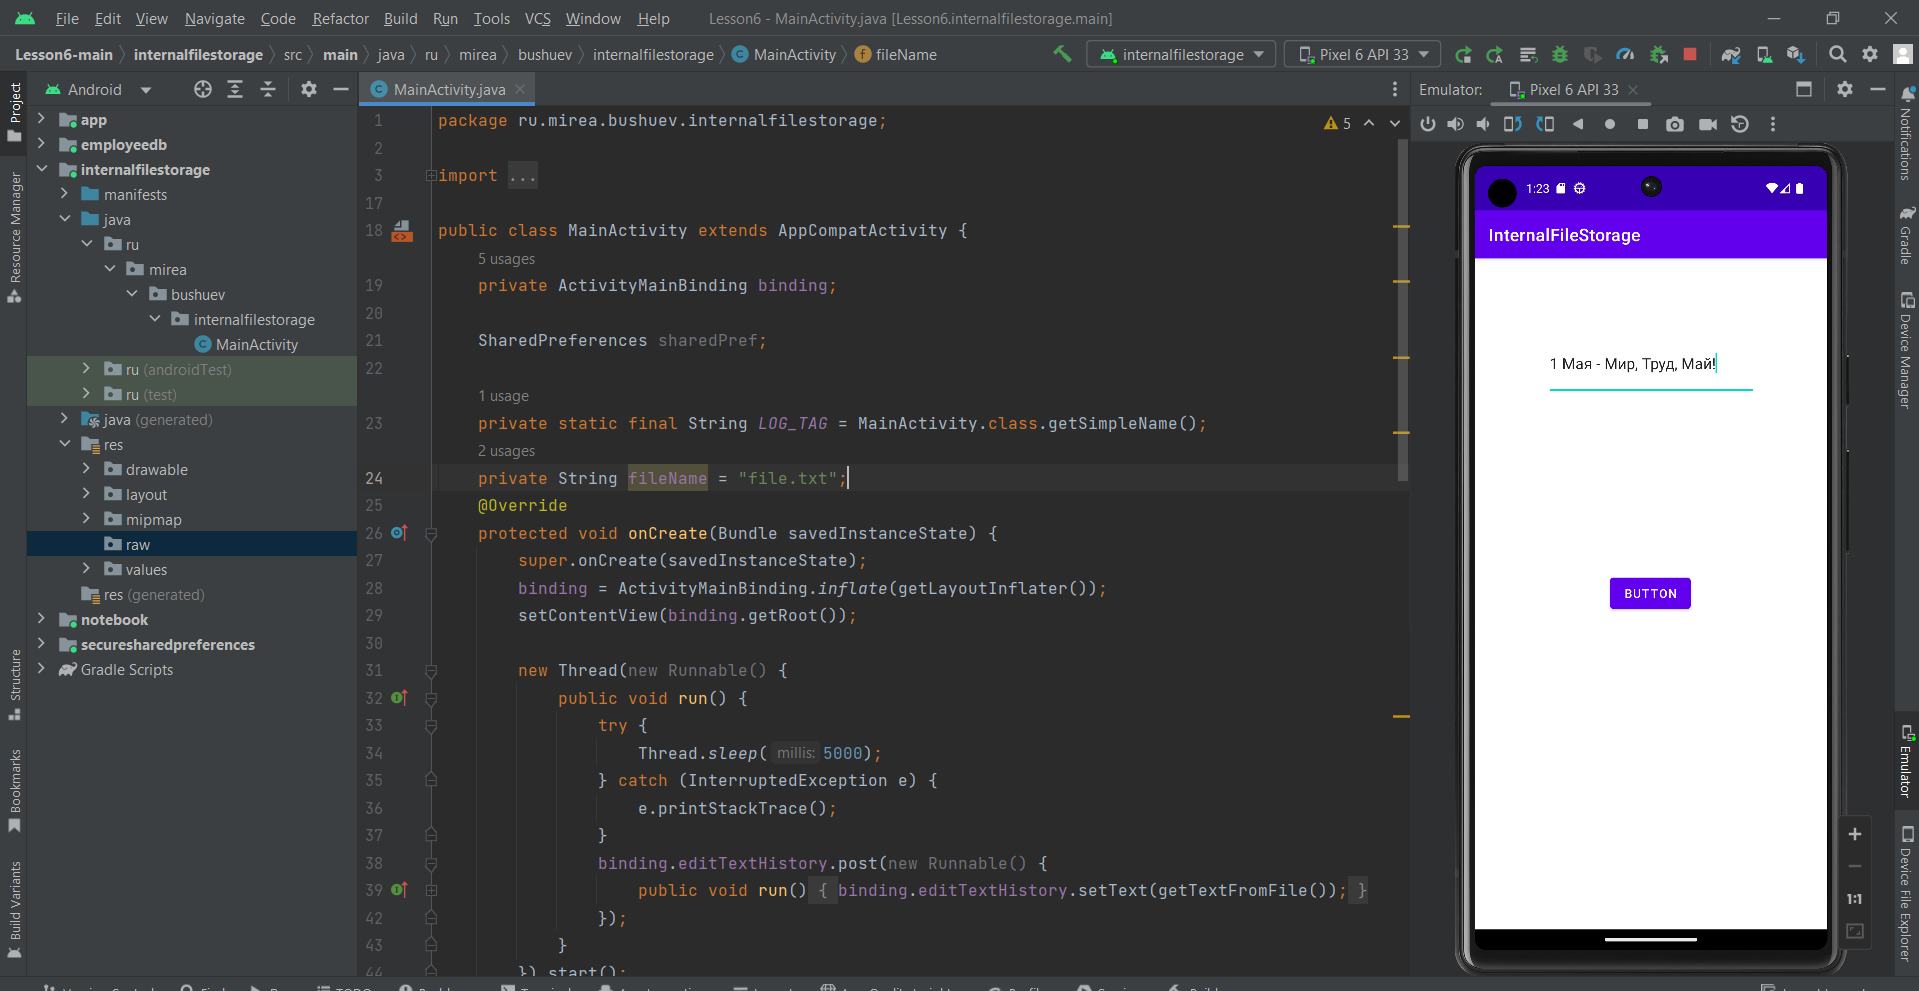 File Edit View Navigate Code Refactor Build Run Tools VCS Window Help Lesson6 - MainActivity.java [Lesson6.internalfilestorage.main]
Lesson6-main internalfilestorage src main java ru mirea bushuev internalfilestorage MainActivity fileName internalfilestorage Pixel 6 API 33
Project
Resource Manager
Structure
Bookmarks
Build Variants
Android
app
employeedb
internalfilestorage
manifests
java
ru
mirea
bushuev
internalfilestorage
MainActivity
ru (androidTest)
ru (test)
java (generated)
res
drawable
layout
mipmap
raw
values
res (generated)
notebook
securesharedpreferences
Gradle Scripts
MainActivity.java
5
1 package ru.mirea.bushuev.internalfilestorage;
2
3 import ...
17
18 public class MainActivity extends AppCompatActivity {
5 usages
19 private ActivityMainBinding binding;
20
21 SharedPreferences sharedPref;
22
1 usage
23 private static final String LOG_TAG = MainActivity.class.getSimpleName();
2 usages
24 private String fileName = "file.txt";
25 @Override
26 protected void onCreate(Bundle savedInstanceState) {
27 super.onCreate(savedInstanceState);
28 binding = ActivityMainBinding.inflate(getLayoutInflater());
29 setContentView(binding.getRoot());
30
31 new Thread(new Runnable() {
32 public void run() {
33 try {
34 Thread.sleep( millis: 5000);
35 } catch (InterruptedException e) {
36 e.printStackTrace();
37 }
38 binding.editTextHistory.post(new Runnable() {
39 public void run() { binding.editTextHistory.setText(getTextFromFile()); }
42 });
43 }
44 }).start();
Emulator: Pixel 6 API 33
1:23
InternalFileStorage
1 Мая - Мир, Труд, Май!
BUTTON
1:1
Notifications
Gradle
Device Manager
Emulator
Device File Explorer